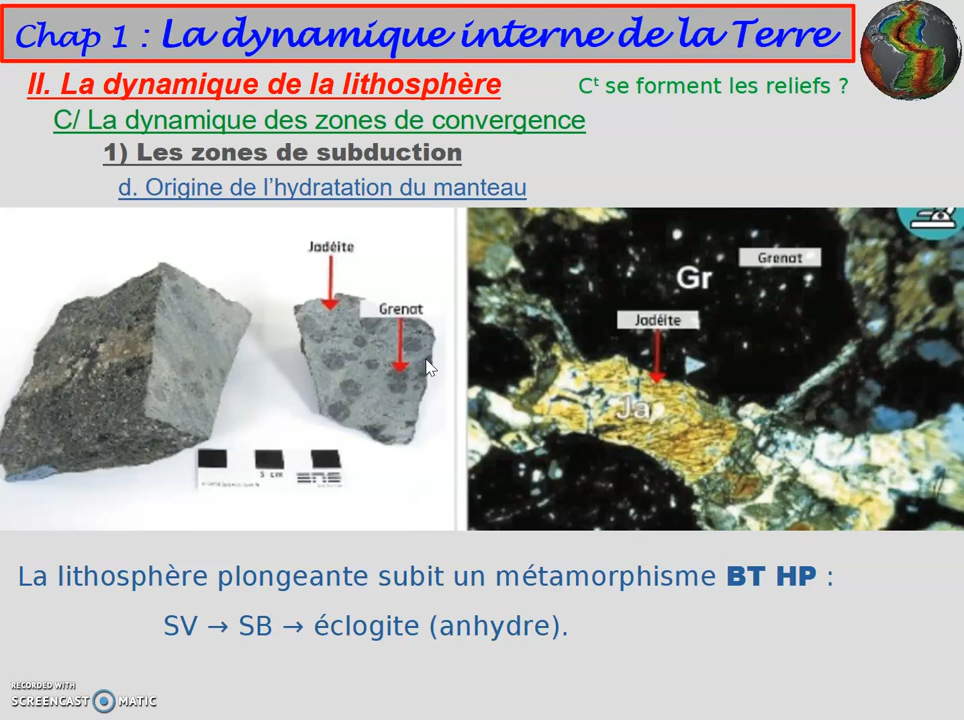 Chap 1 : La dynamique interne de la Terre
II. La dynamique de la lithosphère
Cᵗ se forment les reliefs ?
C/ La dynamique des zones de convergence
1) Les zones de subduction
d. Origine de l'hydratation du manteau
Jadéite
Grenat
5 cm
Grenat
Gr
Jadéite
Ja
La lithosphère plongeante subit un métamorphisme BT HP :
SV → SB → éclogite (anhydre).
RECORDED WITH
SCREENCAST MATIC